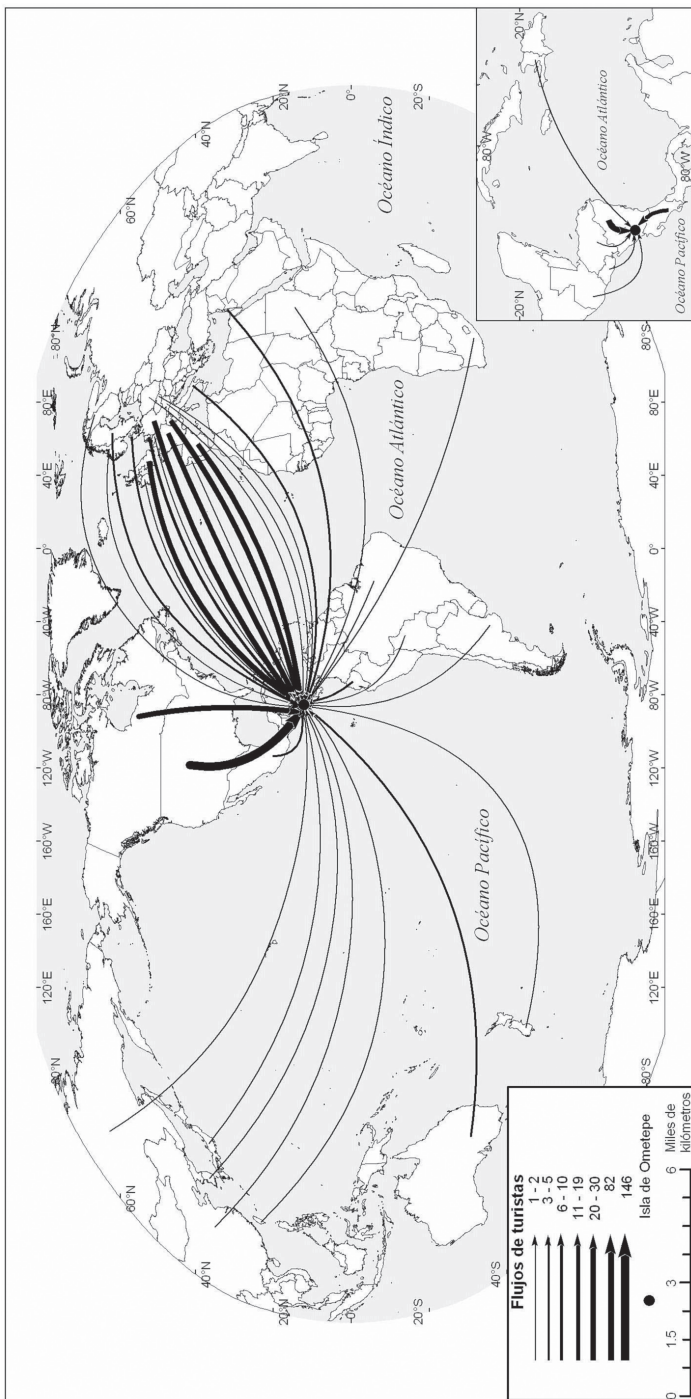 80°N
80°N
60°N
60°N
40°N
40°N
20°N
20°N
0°
0°
Océano Índico
Océano Atlántico
20°S
20°S
Océano Pacífico
40°S
120°E
160°E
160°W
120°W
80°W
40°W
0°
40°E
80°E
80°S
80°S
Flujos de turistas
1 - 2
3 - 5
6 - 10
11 - 19
20 - 30
82
146
Isla de Ometepe
0
1.5
3
6
Miles de
kilómetros
80°W
20°N
20°N
Océano Atlántico
Océano Pacífico
80°W